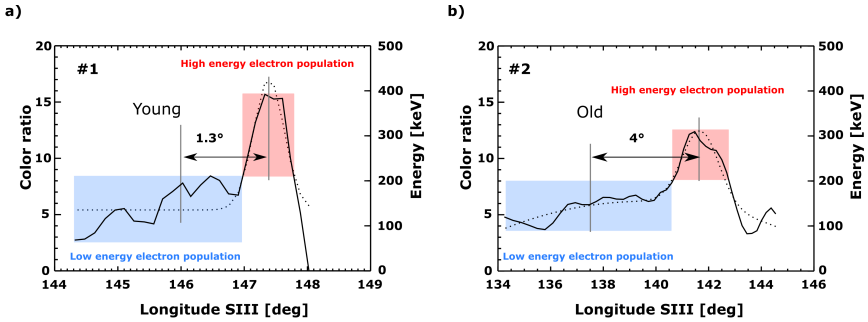 a)
20
15
10
5
0
Color ratio
#1
High energy electron population
Young
1.3°
Low energy electron population
500
400
300
200
100
0
Energy [keV]
144 145 146 147 148 149
Longitude SIII [deg]
b)
20
15
10
5
0
Color ratio
#2
High energy electron population
Old
4°
Low energy electron population
500
400
300
200
100
0
Energy [keV]
134 136 138 140 142 144 146
Longitude SIII [deg]